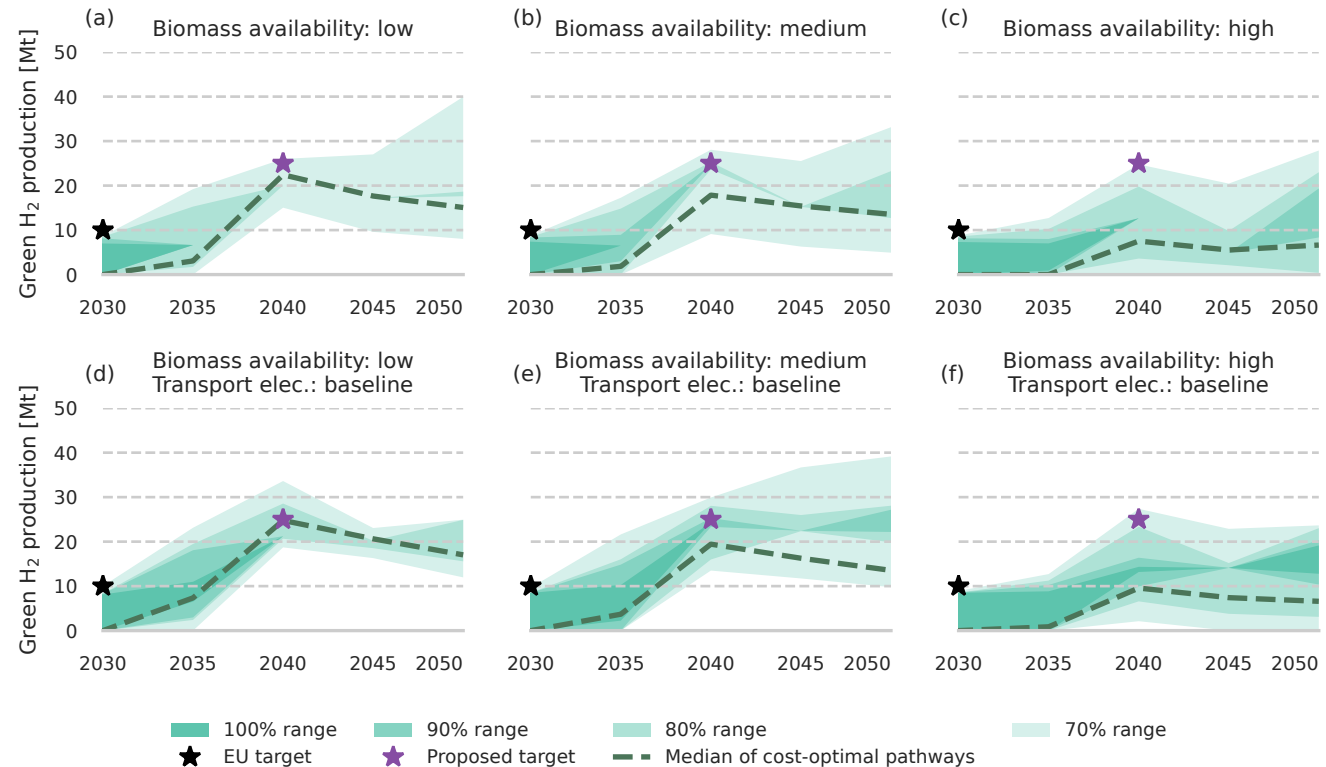 (a) Biomass availability: low
(b) Biomass availability: medium
(c) Biomass availability: high
Green H₂ production [Mt]
50
40
30
20
10
0
2030 2035 2040 2045 2050
2030 2035 2040 2045 2050
2030 2035 2040 2045 2050
(d) Biomass availability: low
Transport elec.: baseline
(e) Biomass availability: medium
Transport elec.: baseline
(f) Biomass availability: high
Transport elec.: baseline
Green H₂ production [Mt]
50
40
30
20
10
0
2030 2035 2040 2045 2050
2030 2035 2040 2045 2050
2030 2035 2040 2045 2050
100% range 90% range 80% range 70% range
EU target Proposed target Median of cost-optimal pathways